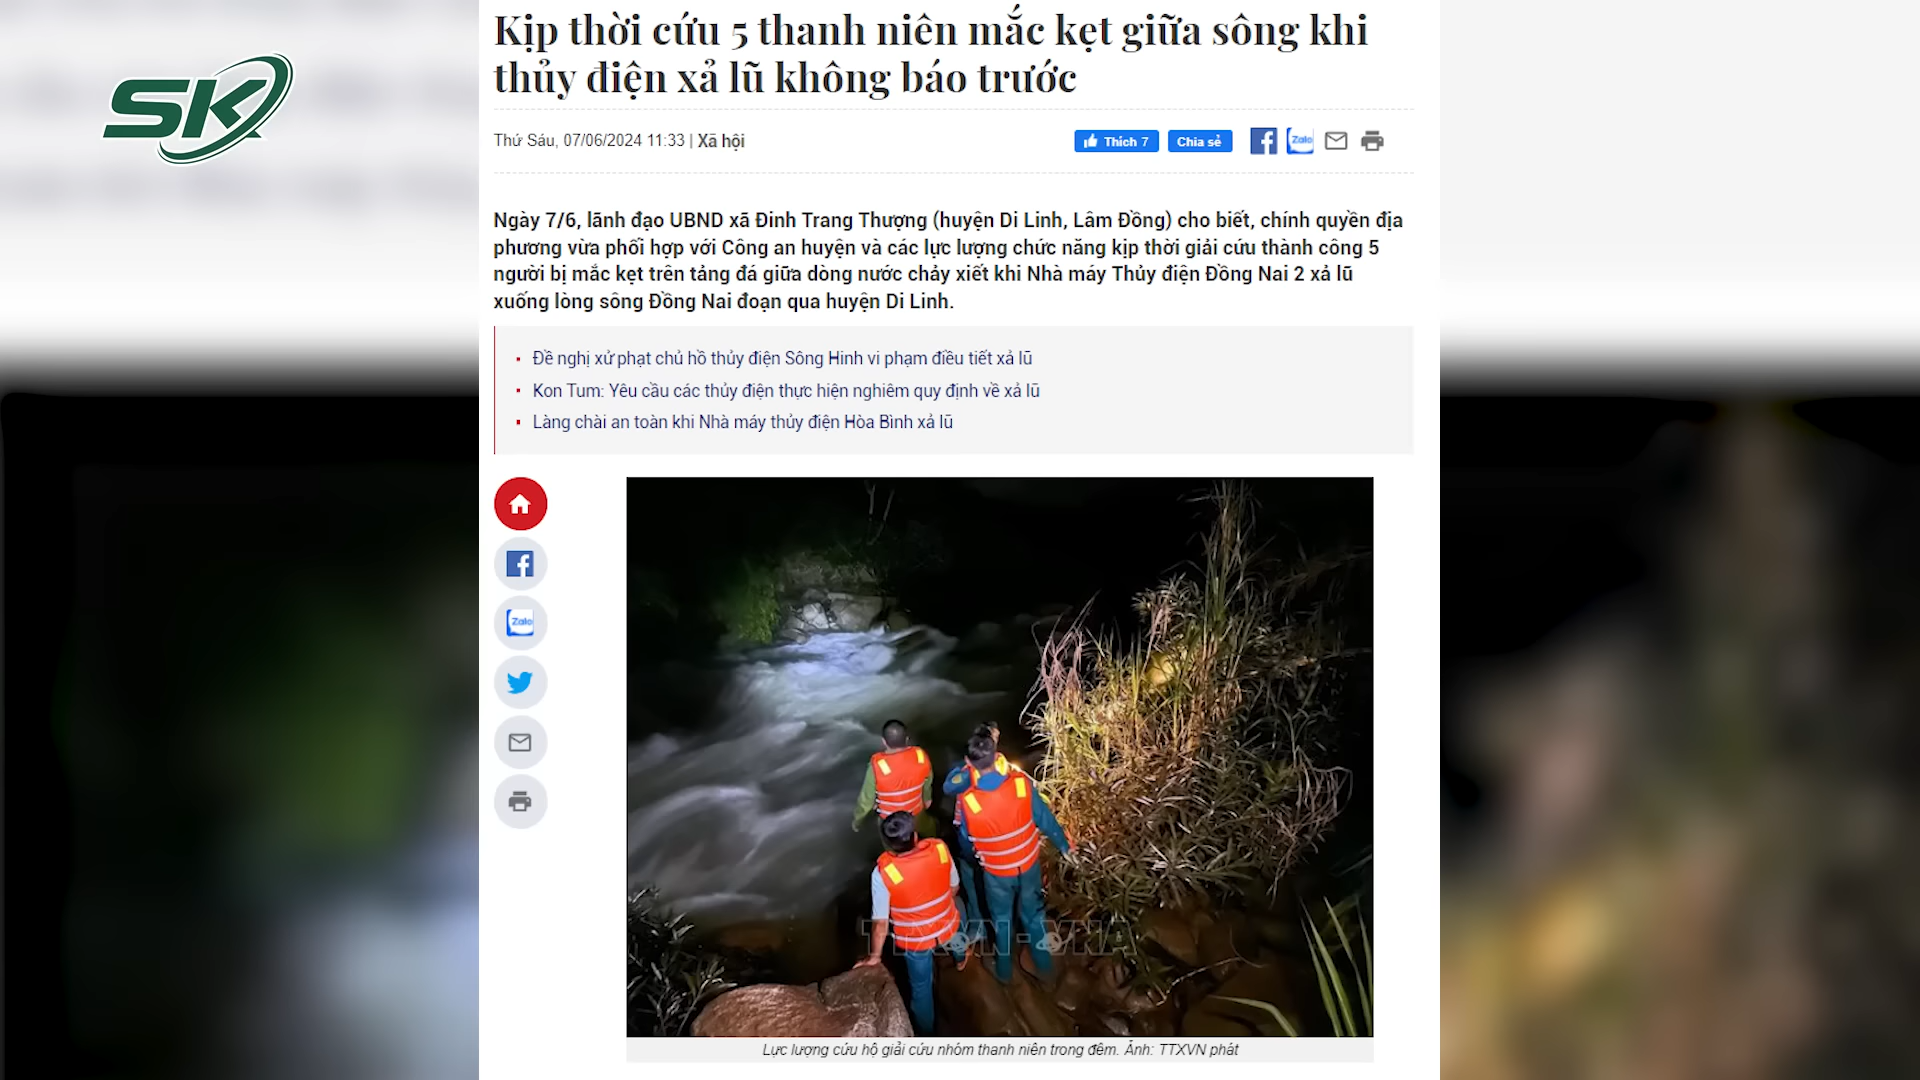 SK
Kịp thời cứu 5 thanh niên mắc kẹt giữa sông khi
thủy điện xả lũ không báo trước
Thứ Sáu, 07/06/2024 11:33 | Xã hội
Thích 7
Chia sẻ
Zalo
Ngày 7/6, lãnh đạo UBND xã Đinh Trang Thượng (huyện Di Linh, Lâm Đồng) cho biết, chính quyền địa
phương vừa phối hợp với Công an huyện và các lực lượng chức năng kịp thời giải cứu thành công 5
người bị mắc kẹt trên tảng đá giữa dòng nước chảy xiết khi Nhà máy Thủy điện Đồng Nai 2 xả lũ
xuống lòng sông Đồng Nai đoạn qua huyện Di Linh.
Đề nghị xử phạt chủ hồ thủy điện Sông Hinh vi phạm điều tiết xả lũ
Kon Tum: Yêu cầu các thủy điện thực hiện nghiêm quy định về xả lũ
Làng chài an toàn khi Nhà máy thủy điện Hòa Bình xả lũ
Zalo
TTXVN - VNA
Lực lượng cứu hộ giải cứu nhóm thanh niên trong đêm. Ảnh: TTXVN phát